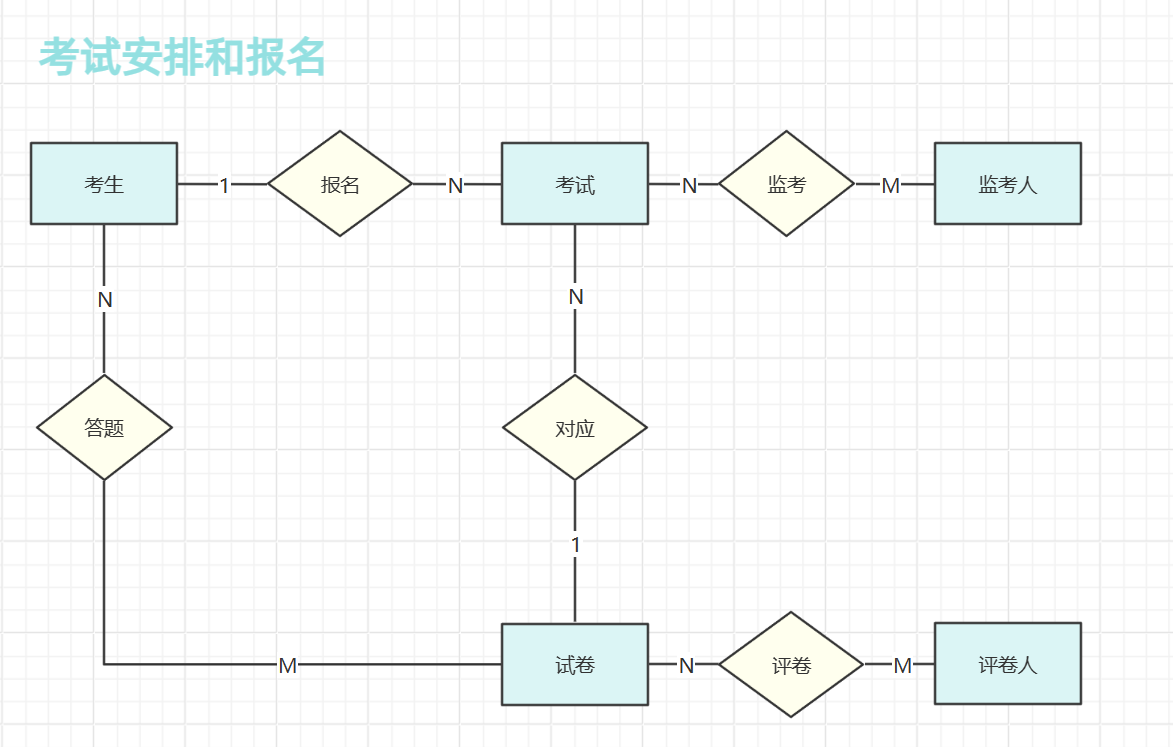 考试安排和报名
考生 1 报名 N 考试 N 监考 M 监考人
N N
答题 对应
1
M 试卷 N 评卷 M 评卷人